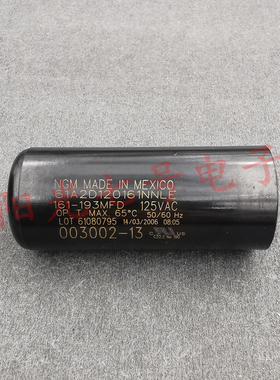 NGM MADE IN MEXICO
61A2D120161NNLE
161-193MFD 125VAC
OP. MAX 65°C 50/60 Hz
LOT 61080795 14/03/2006 08:05
003002-13